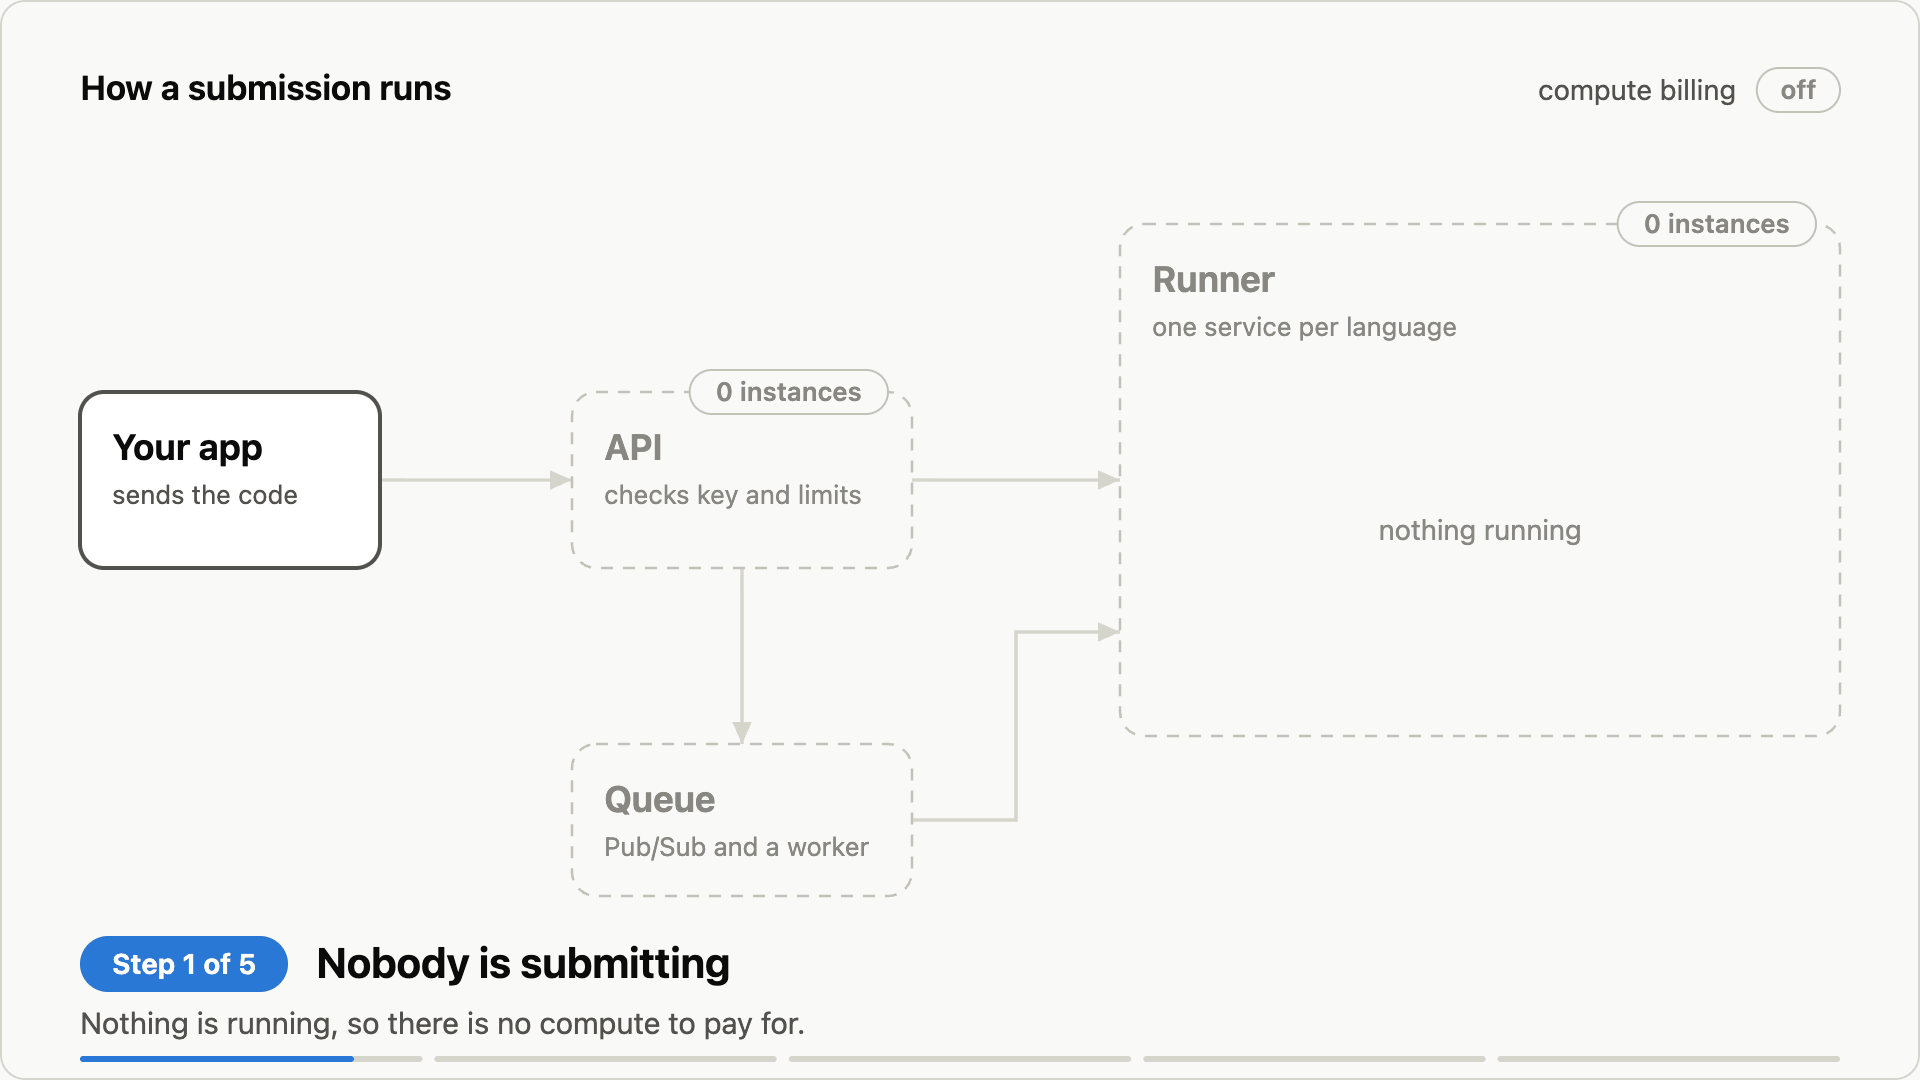 How a submission runs
compute billing off
0 instances
Runner
one service per language
0 instances
Your app
sends the code
API
checks key and limits
nothing running
Queue
Pub/Sub and a worker
Step 1 of 5
Nobody is submitting
Nothing is running, so there is no compute to pay for.